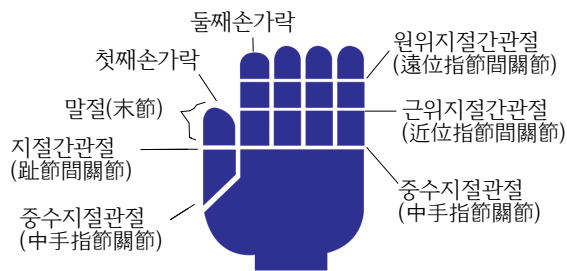 둘째손가락
첫째손가락
말절(末節)
지절간관절
(趾節間關節)
중수지절관절
(中手指節關節)
원위지절간관절
(遠位指節間關節)
근위지절간관절
(近位指節間關節)
중수지절관절
(中手指節關節)